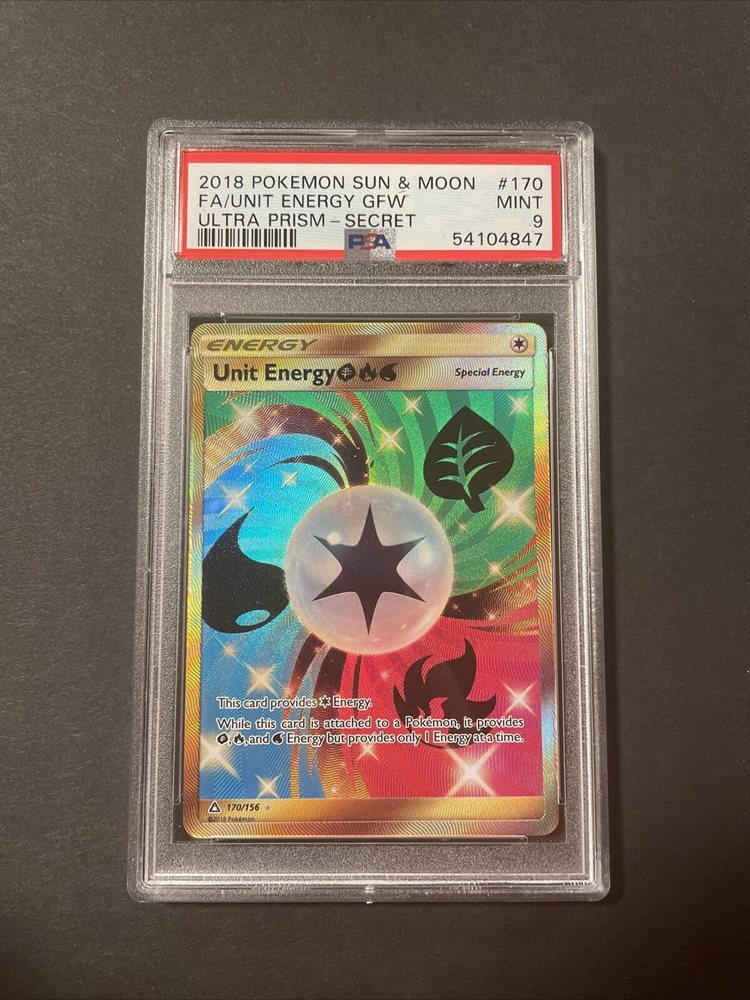 2018 POKEMON SUN & MOON #170
FA/UNIT ENERGY GFW MINT
ULTRA PRISM – SECRET 9
PSA 54104847
ENERGY
Unit Energy
Special Energy
This card provides Energy.
While this card is attached to a Pokémon, it provides
, , and Energy but provides only 1 Energy at a time.
170/156
©2018 Pokémon